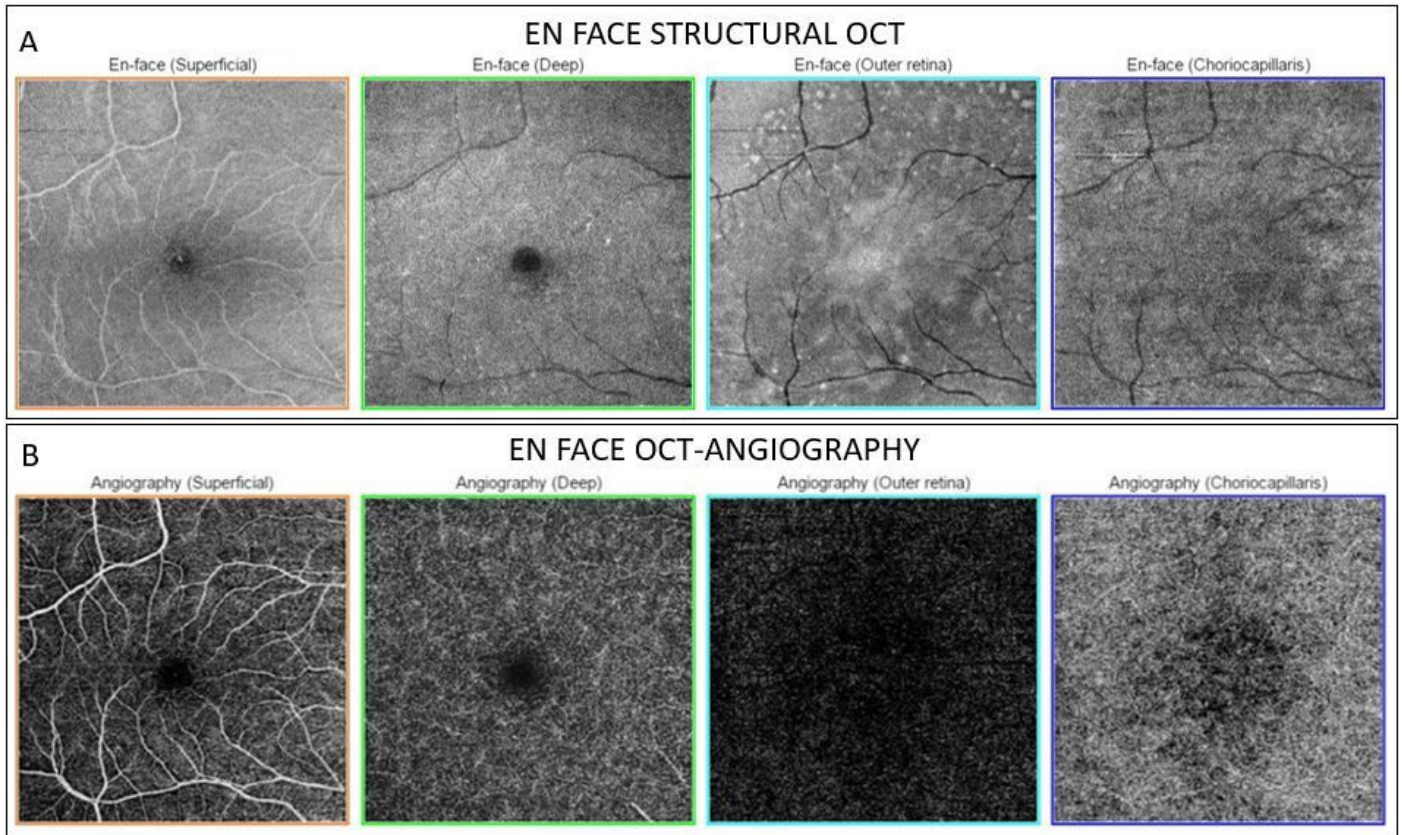 A
EN FACE STRUCTURAL OCT
En-face (Superficial)
En-face (Deep)
En-face (Outer retina)
En-face (Choriocapillaris)
B
EN FACE OCT-ANGIOGRAPHY
Angiography (Superficial)
Angiography (Deep)
Angiography (Outer retina)
Angiography (Choriocapillaris)